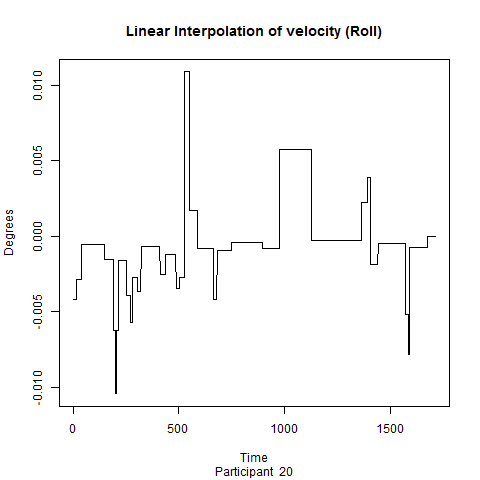 Linear Interpolation of velocity (Roll)
0.010
0.005
0.000
-0.005
-0.010
Degrees
0 500 1000 1500
Time
Participant 20